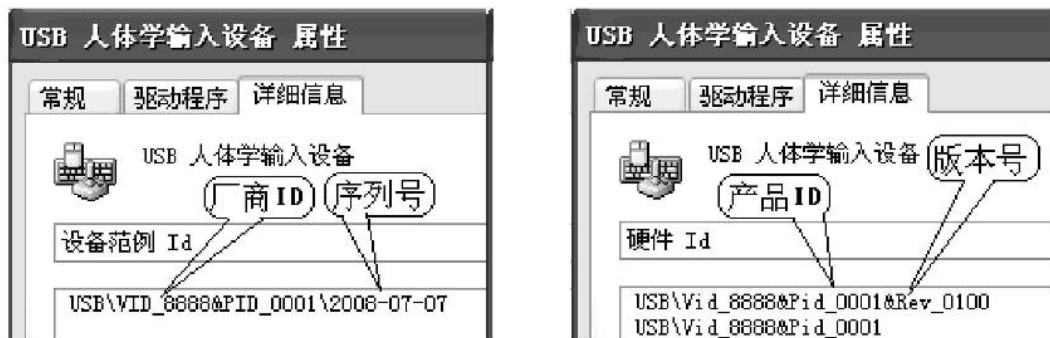 USB 人体学输入设备 属性
常规 驱动程序 详细信息
USB 人体学输入设备
厂商ID 序列号
设备范例 Id
USB\VID_8888&PID_0001\2008-07-07
USB 人体学输入设备 属性
常规 驱动程序 详细信息
USB 人体学输入设备 版本号
产品ID
硬件 Id
USB\Vid_8888&Pid_0001&Rev_0100
USB\Vid_8888&Pid_0001